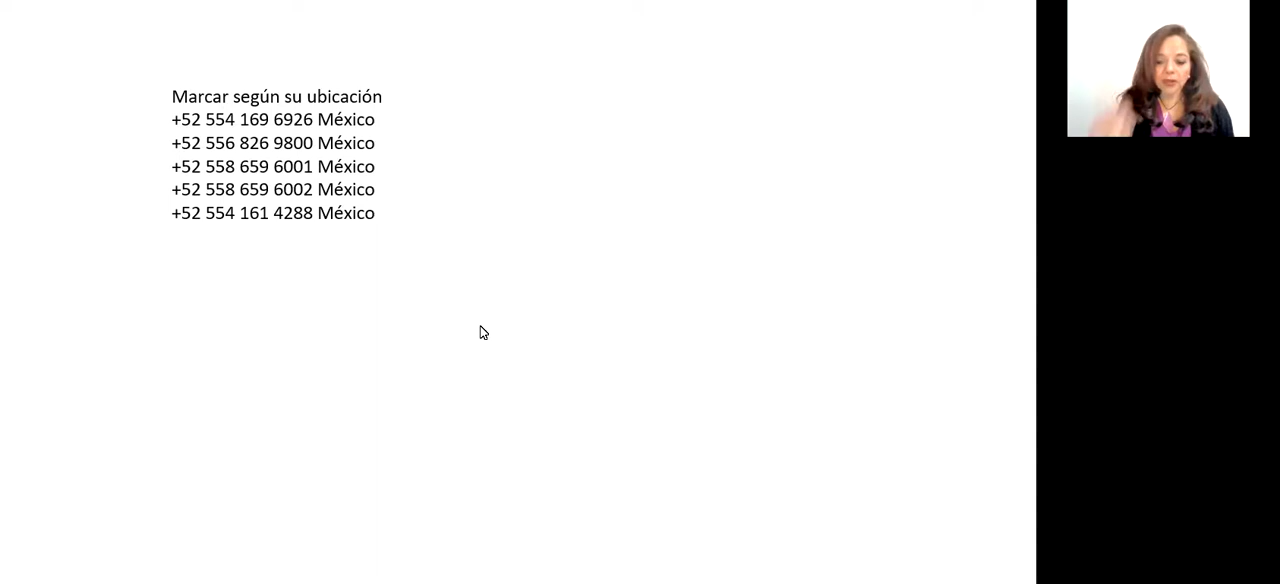 Marcar según su ubicación
+52 554 169 6926 México
+52 556 826 9800 México
+52 558 659 6001 México
+52 558 659 6002 México
+52 554 161 4288 México